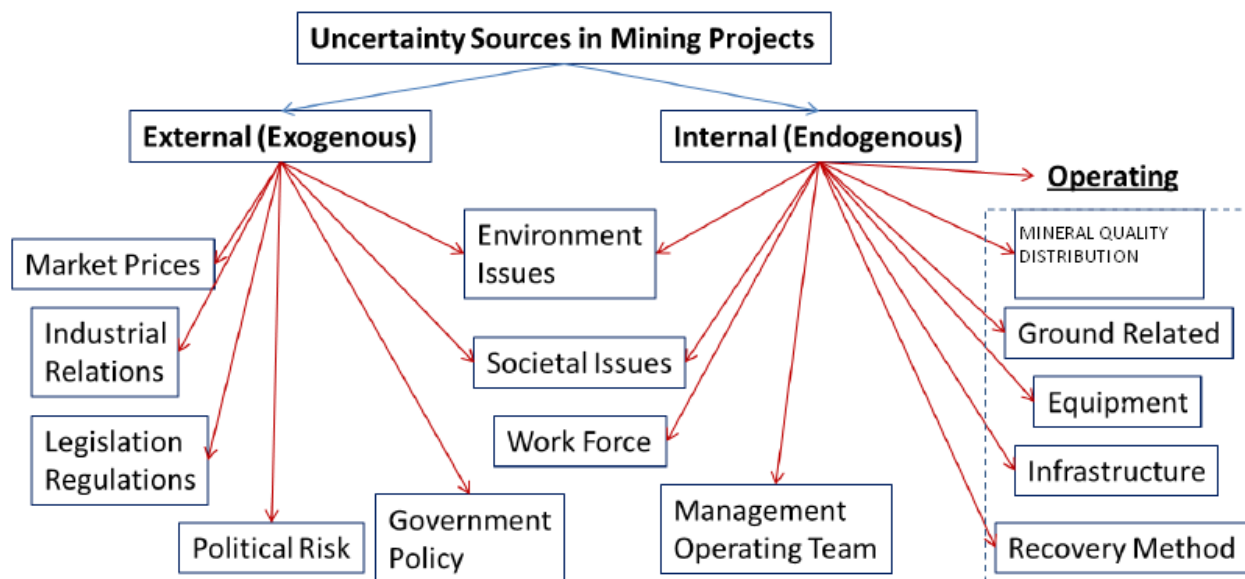 Uncertainty Sources in Mining Projects
External (Exogenous)
Internal (Endogenous)
Operating
Market Prices
Environment
Issues
MINERAL QUALITY
DISTRIBUTION
Industrial
Relations
Societal Issues
Ground Related
Equipment
Legislation
Regulations
Work Force
Infrastructure
Political Risk
Government
Policy
Management
Operating Team
Recovery Method